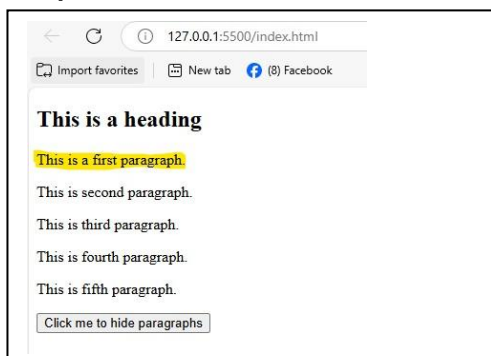 127.0.0.1:5500/index.html
Import favorites New tab (8) Facebook
This is a heading
This is a first paragraph.
This is second paragraph.
This is third paragraph.
This is fourth paragraph.
This is fifth paragraph.
Click me to hide paragraphs